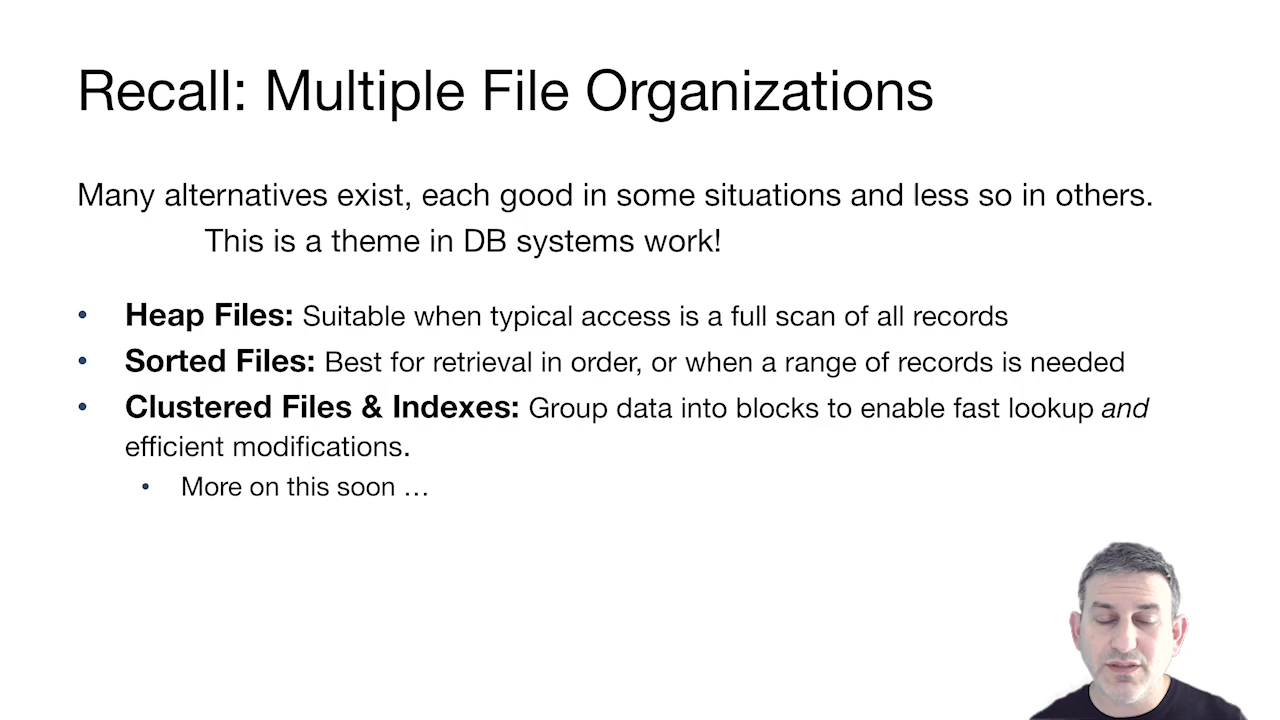 Recall: Multiple File Organizations
Many alternatives exist, each good in some situations and less so in others.
This is a theme in DB systems work!
• Heap Files: Suitable when typical access is a full scan of all records
• Sorted Files: Best for retrieval in order, or when a range of records is needed
• Clustered Files & Indexes: Group data into blocks to enable fast lookup and
efficient modifications.
• More on this soon …